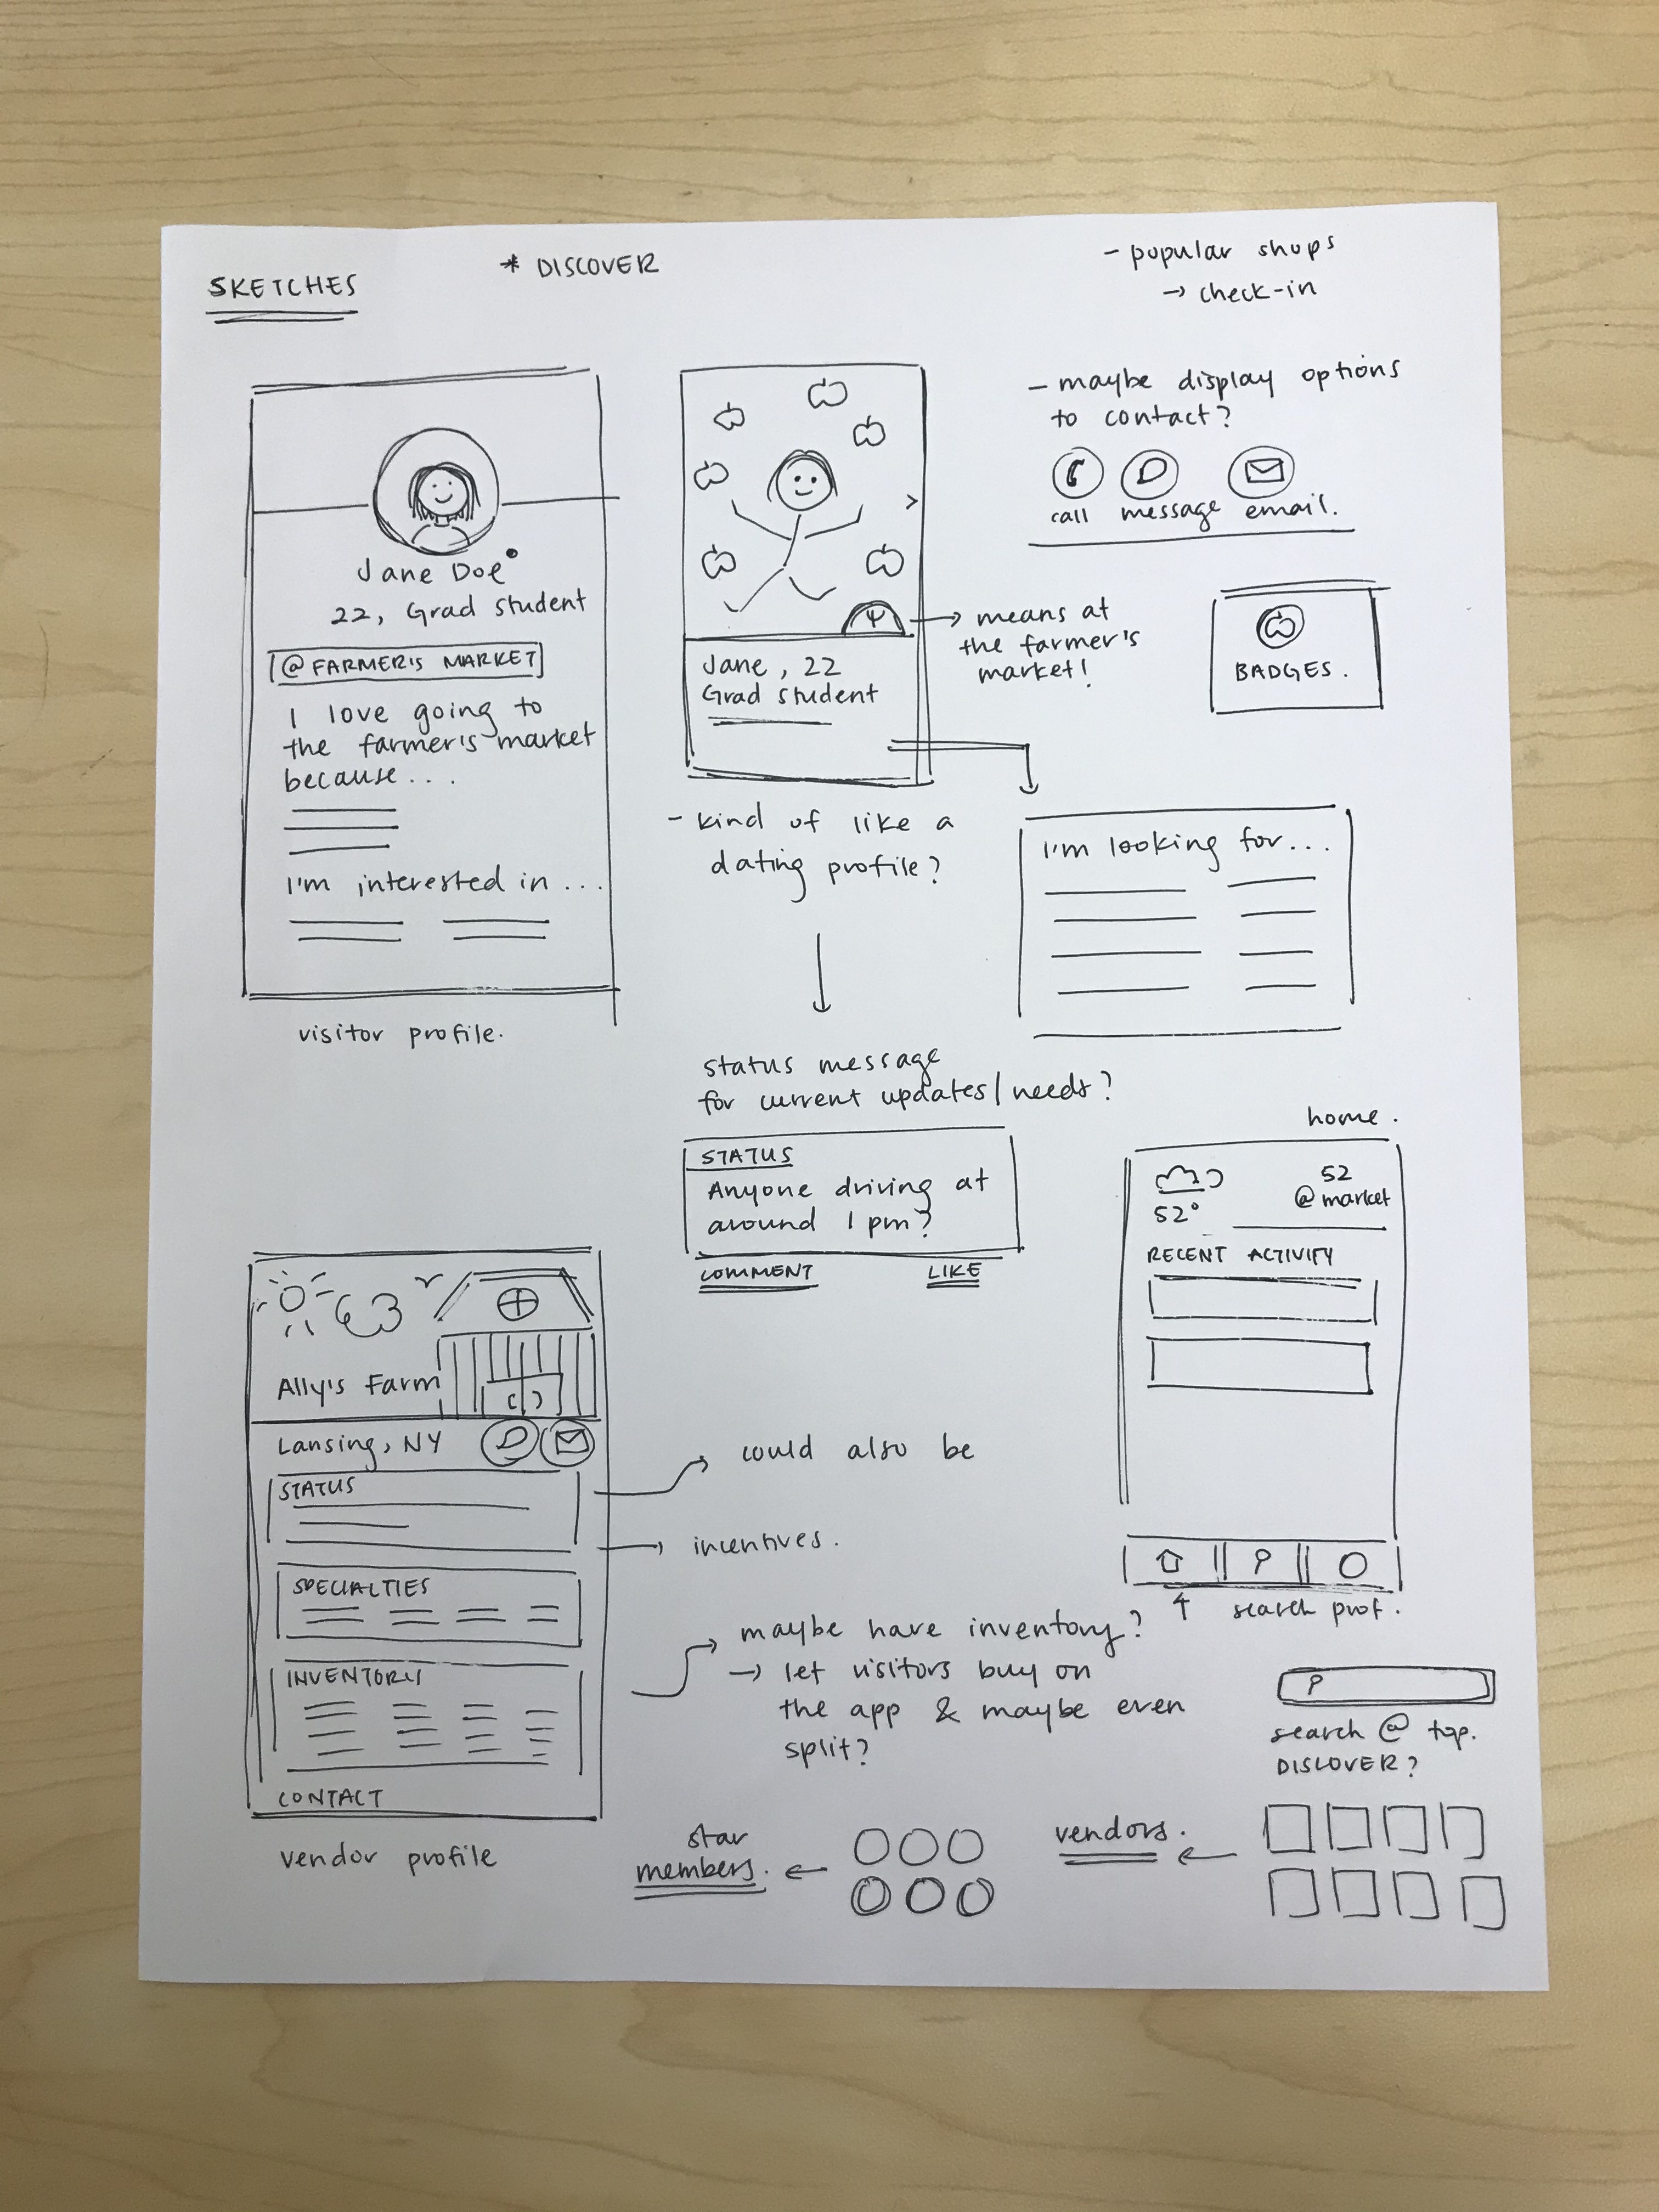 SKETCHES
* DISCOVER
- popular shops
→ check-in
Jane Doe
22, Grad student
@ FARMER'S MARKET
I love going to
the farmer's market
because...
I'm interested in ...
visitor profile.
Jane, 22
Grad student
→ means at
the farmer's
market!
- kind of like a
dating profile?
- maybe display options
to contact?
call message email.
BADGES.
I'm looking for...
status message
for current updates/needs?
STATUS
Anyone driving at
around 1 pm?
COMMENT LIKE
home.
52°
52
@ market
RECENT ACTIVITY
search prof.
Ally's Farm
Lansing, NY
STATUS
SPECIALTIES
INVENTORY
CONTACT
vendor profile
could also be
incentives.
maybe have inventory?
→ let visitors buy on
the app & maybe even
split?
search @ top.
DISCOVER?
star
members.
vendors.